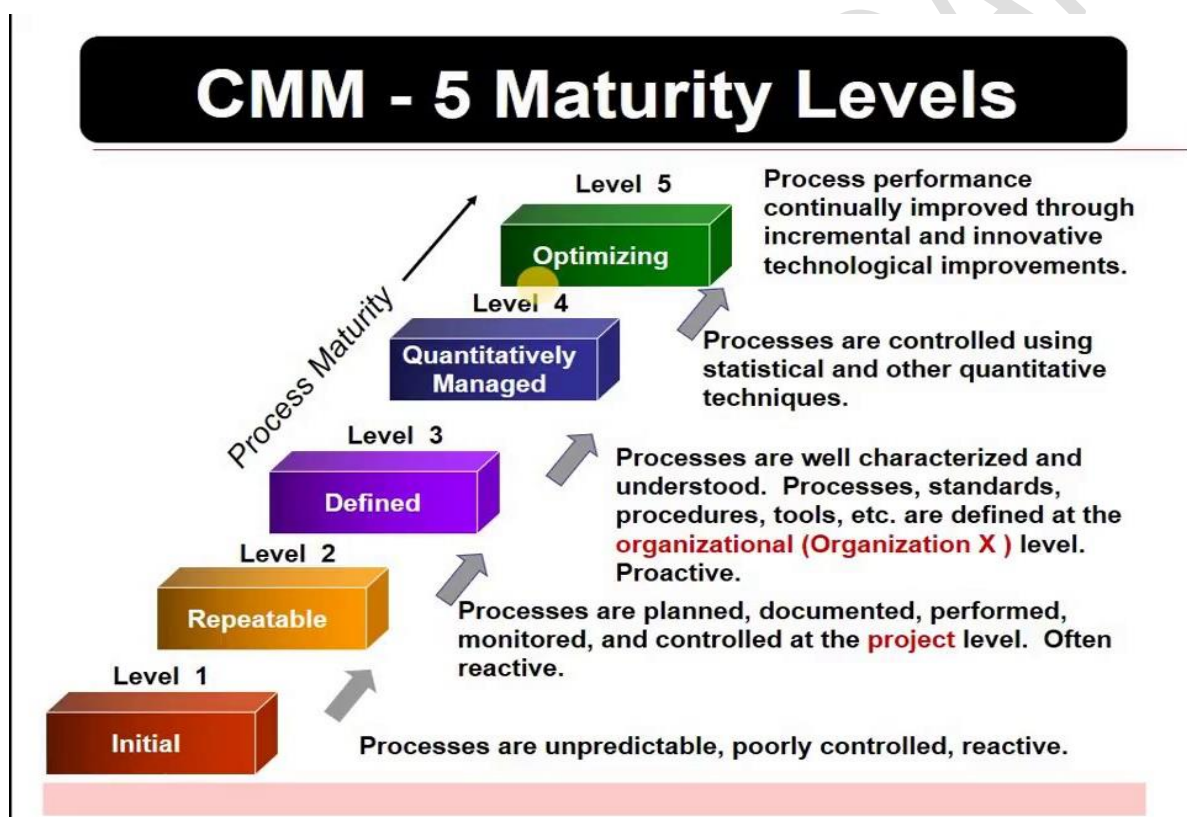 CMM - 5 Maturity Levels
Process Maturity
Level 5
Optimizing
Process performance
continually improved through
incremental and innovative
technological improvements.
Level 4
Quantitatively
Managed
Processes are controlled using
statistical and other quantitative
techniques.
Level 3
Defined
Processes are well characterized and
understood. Processes, standards,
procedures, tools, etc. are defined at the
organizational (Organization X ) level.
Proactive.
Level 2
Repeatable
Processes are planned, documented, performed,
monitored, and controlled at the project level. Often
reactive.
Level 1
Initial
Processes are unpredictable, poorly controlled, reactive.